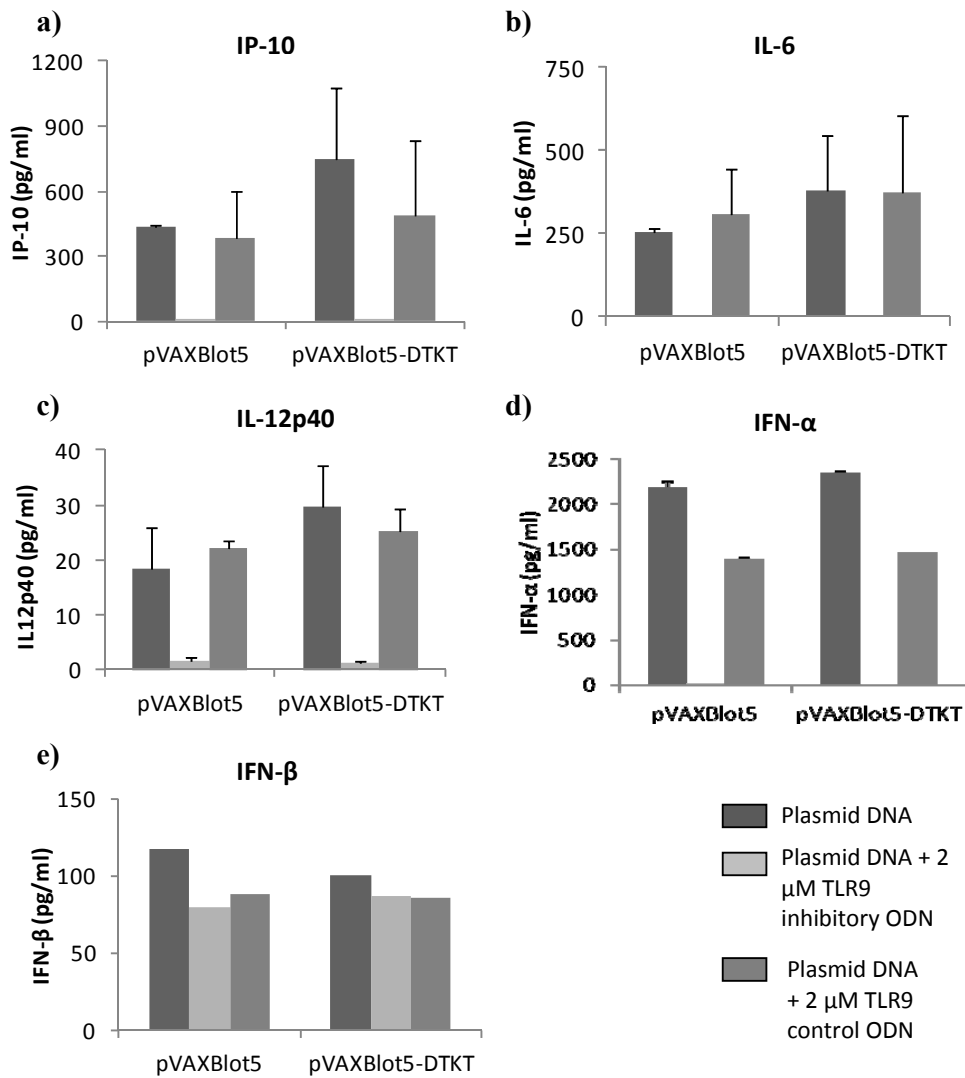 a)
IP-10
1200
900
600
300
0
IP-10 (pg/ml)
pVAXBlot5
pVAXBlot5-DTKT
b)
IL-6
750
500
250
0
IL-6 (pg/ml)
pVAXBlot5
pVAXBlot5-DTKT
c)
IL-12p40
40
30
20
10
0
IL12p40 (pg/ml)
pVAXBlot5
pVAXBlot5-DTKT
d)
IFN-α
2500
2000
1500
1000
500
0
IFN-α (pg/ml)
pVAXBlot5
pVAXBlot5-DTKT
e)
IFN-β
150
100
50
0
IFN-β (pg/ml)
pVAXBlot5
pVAXBlot5-DTKT
Plasmid DNA
Plasmid DNA + 2
µM TLR9
inhibitory ODN
Plasmid DNA
+ 2 µM TLR9
control ODN